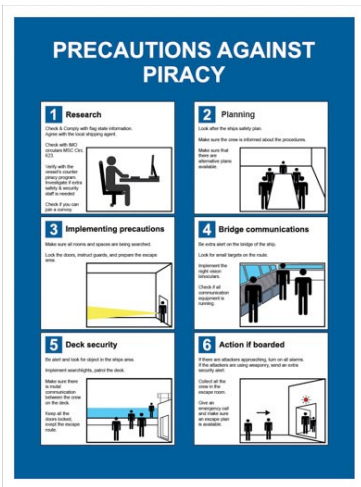 PRECAUTIONS AGAINST
PIRACY
1 Research
Check & Comply with flag state information.
Agree with the local shipping agent.
Check with IMO
circulars MSC Circ.
623.
Verify with the
vessel's counter
piracy program.
Investigate if extra
safety & security
staff is needed
Check if you can
join a convoy.
2 Planning
Look after the ships safety plan.
Make sure the crew is informed about the procedures.
Make sure that
there are
alternative plans
available.
3 Implementing precautions
Make sure all rooms and spaces are being searched.
Lock the doors, instruct guards, and prepare the escape
area.
4 Bridge communications
Be extra alert on the bridge of the ship.
Look for small targets on the route.
Implement the
night vision
binoculars.
Check if all
communication
equipment is
running.
5 Deck security
Be alert and look for object in the ships area.
Implement searchlights, patrol the deck.
Make sure there
is
communication
between the crew
on the deck.
Keep all the
doors locked,
exept the escape
route.
6 Action if boarded
If there are attackers approaching, turn on all alarms.
If the attackers are using weaponry, send an extra
security alert.
Collect all the
crew in the
escape room.
Give an
emergency call
and make sure
an escape plan
is available.